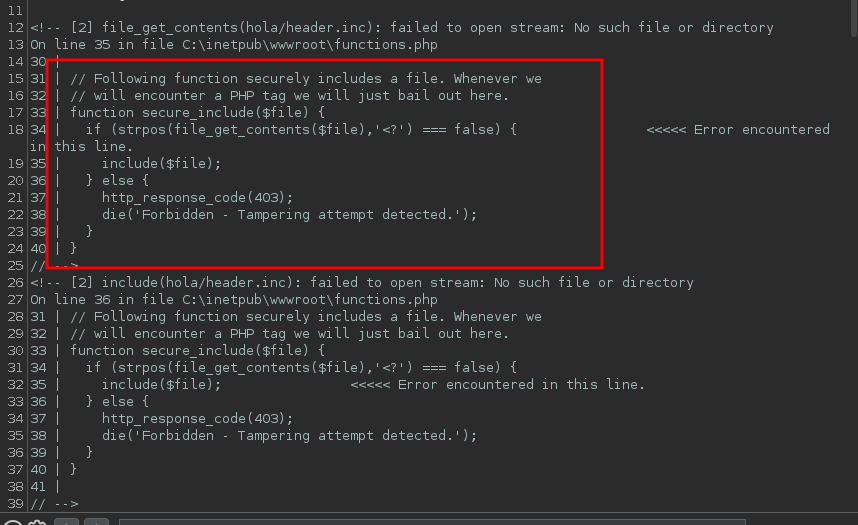 11
12 <!-- [2] file_get_contents(hola/header.inc): failed to open stream: No such file or directory
13 On line 35 in file C:\inetpub\wwwroot\functions.php
14 30 |
15 31 | // Following function securely includes a file. Whenever we
16 32 | // will encounter a PHP tag we will just bail out here.
17 33 | function secure_include($file) {
18 34 |   if (strpos(file_get_contents($file),'<?') === false) {                <<<<< Error encountered
in this line.
19 35 |     include($file);
20 36 |   } else {
21 37 |     http_response_code(403);
22 38 |     die('Forbidden - Tampering attempt detected.');
23 39 |   }
24 40 | }
25 // -->
26 <!-- [2] include(hola/header.inc): failed to open stream: No such file or directory
27 On line 36 in file C:\inetpub\wwwroot\functions.php
28 31 | // Following function securely includes a file. Whenever we
29 32 | // will encounter a PHP tag we will just bail out here.
30 33 | function secure_include($file) {
31 34 |   if (strpos(file_get_contents($file),'<?') === false) {
32 35 |     include($file);                <<<<< Error encountered in this line.
33 36 |   } else {
34 37 |     http_response_code(403);
35 38 |     die('Forbidden - Tampering attempt detected.');
36 39 |   }
37 40 | }
38 41 |
39 // -->